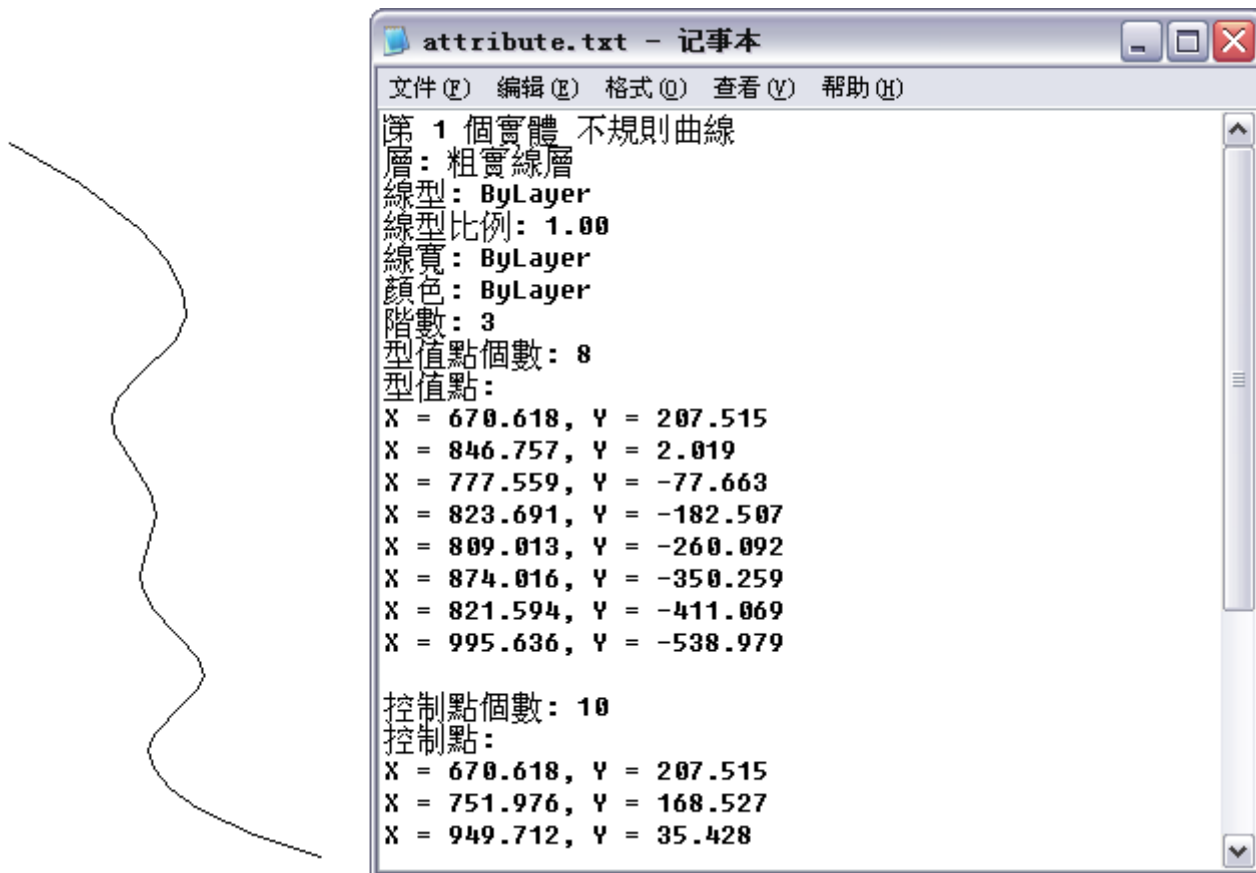 attribute.txt - 记事本
文件(F) 编辑(E) 格式(O) 查看(V) 帮助(H)
第 1 個實體 不規則曲線
層: 粗實線層
線型: ByLayer
線型比例: 1.00
線寬: ByLayer
顏色: ByLayer
階數: 3
型值點個數: 8
型值點:
X = 670.618, Y = 207.515
X = 846.757, Y = 2.019
X = 777.559, Y = -77.663
X = 823.691, Y = -182.507
X = 809.013, Y = -260.092
X = 874.016, Y = -350.259
X = 821.594, Y = -411.069
X = 995.636, Y = -538.979
控制點個數: 10
控制點:
X = 670.618, Y = 207.515
X = 751.976, Y = 168.527
X = 949.712, Y = 35.428